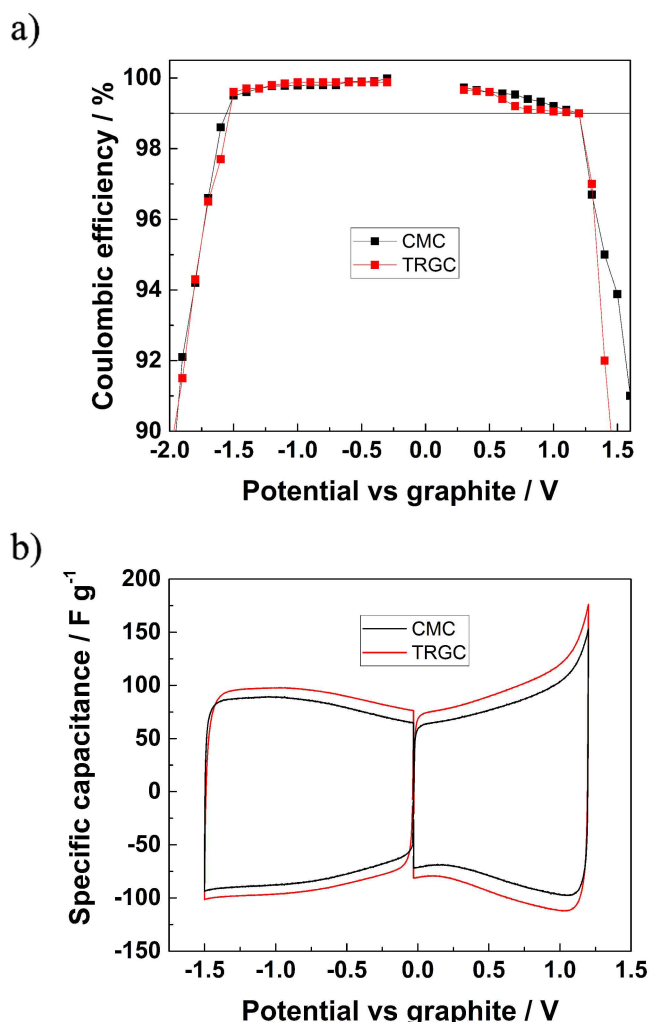 a)
Coulombic efficiency / %
100
98
96
94
92
90
CMC
TRGC
-2.0 -1.5 -1.0 -0.5 0.0 0.5 1.0 1.5
Potential vs graphite / V
b)
Specific capacitance / F g⁻¹
200
150
100
50
0
-50
-100
-150
CMC
TRGC
-1.5 -1.0 -0.5 0.0 0.5 1.0 1.5
Potential vs graphite / V